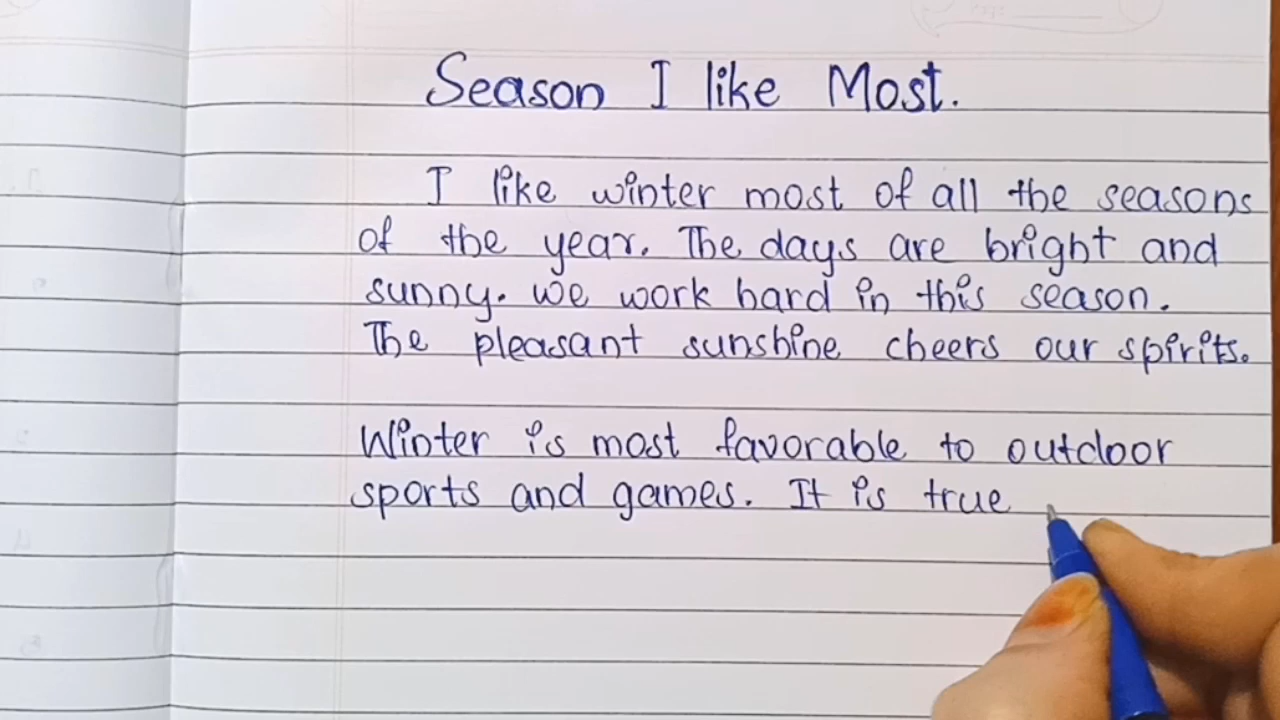 Season I like Most.
I like winter most of all the seasons
of the year. The days are bright and
sunny. We work hard in this season.
The pleasant sunshine cheers our spirits.
Winter is most favorable to outdoor
sports and games. It is true